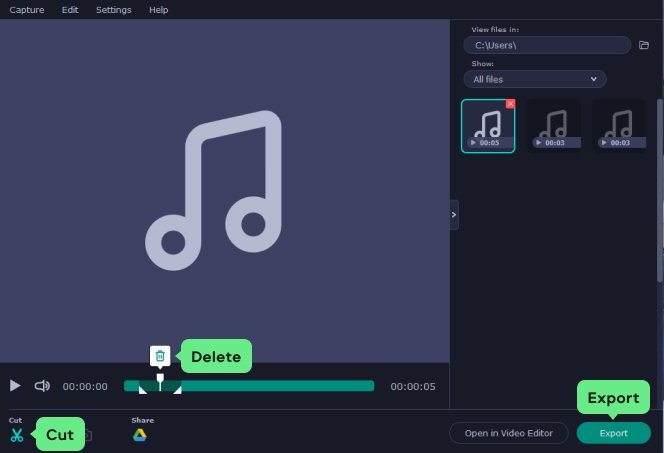 Capture Edit Settings Help
View files in:
C:\Users\
Show:
All files
00:05 00:03 00:03
Delete
00:00:00 00:00:05
Export
Cut Share
Cut
Open in Video Editor Export